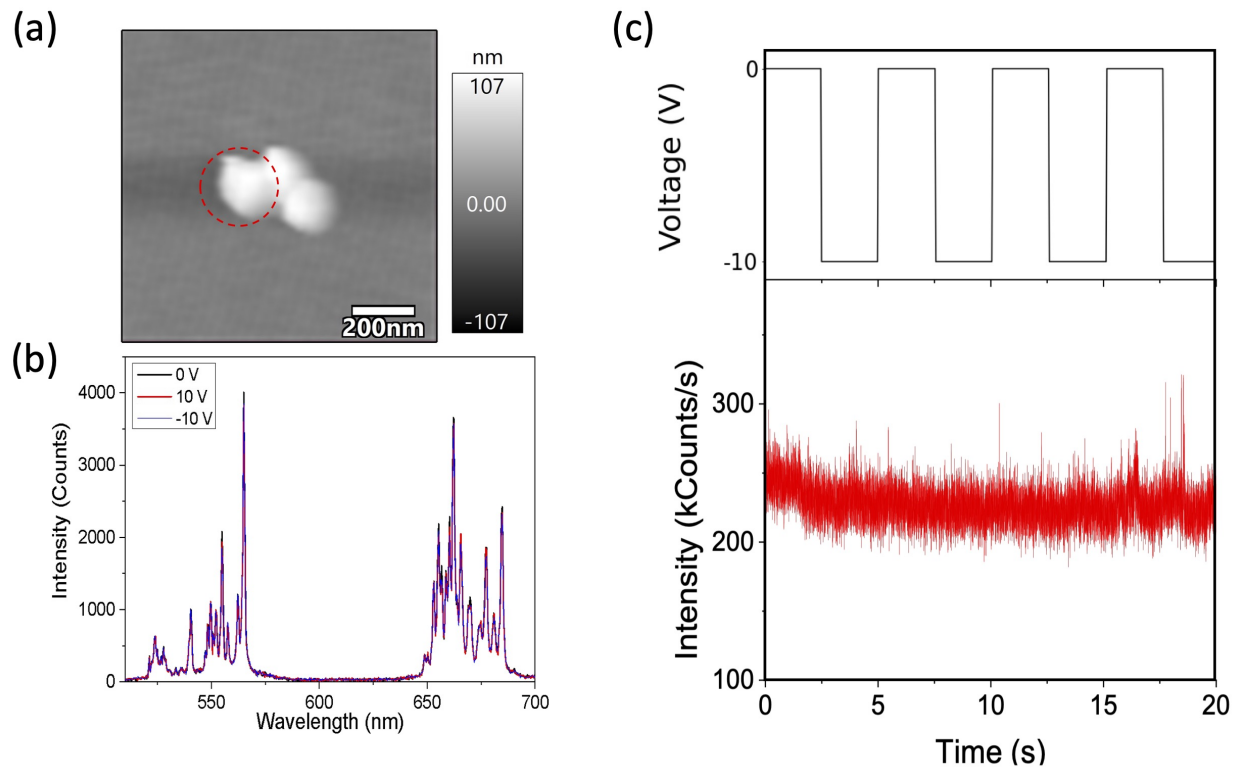 (a)
nm
107
0.00
-107
200nm
(b)
Intensity (Counts)
4000
3000
2000
1000
0
0 V
10 V
-10 V
550
600
650
700
Wavelength (nm)
(c)
Voltage (V)
0
-10
Intensity (kCounts/s)
300
200
100
0
5
10
15
20
Time (s)